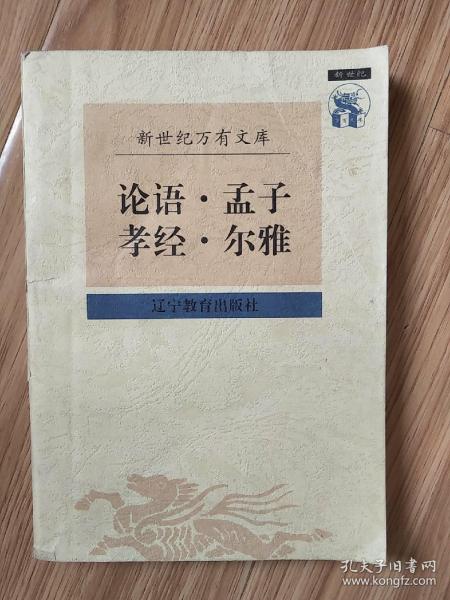 新世纪
新世纪万有文库
论语·孟子
孝经·尔雅
辽宁教育出版社
孔夫子旧书网
www.kongfz.com